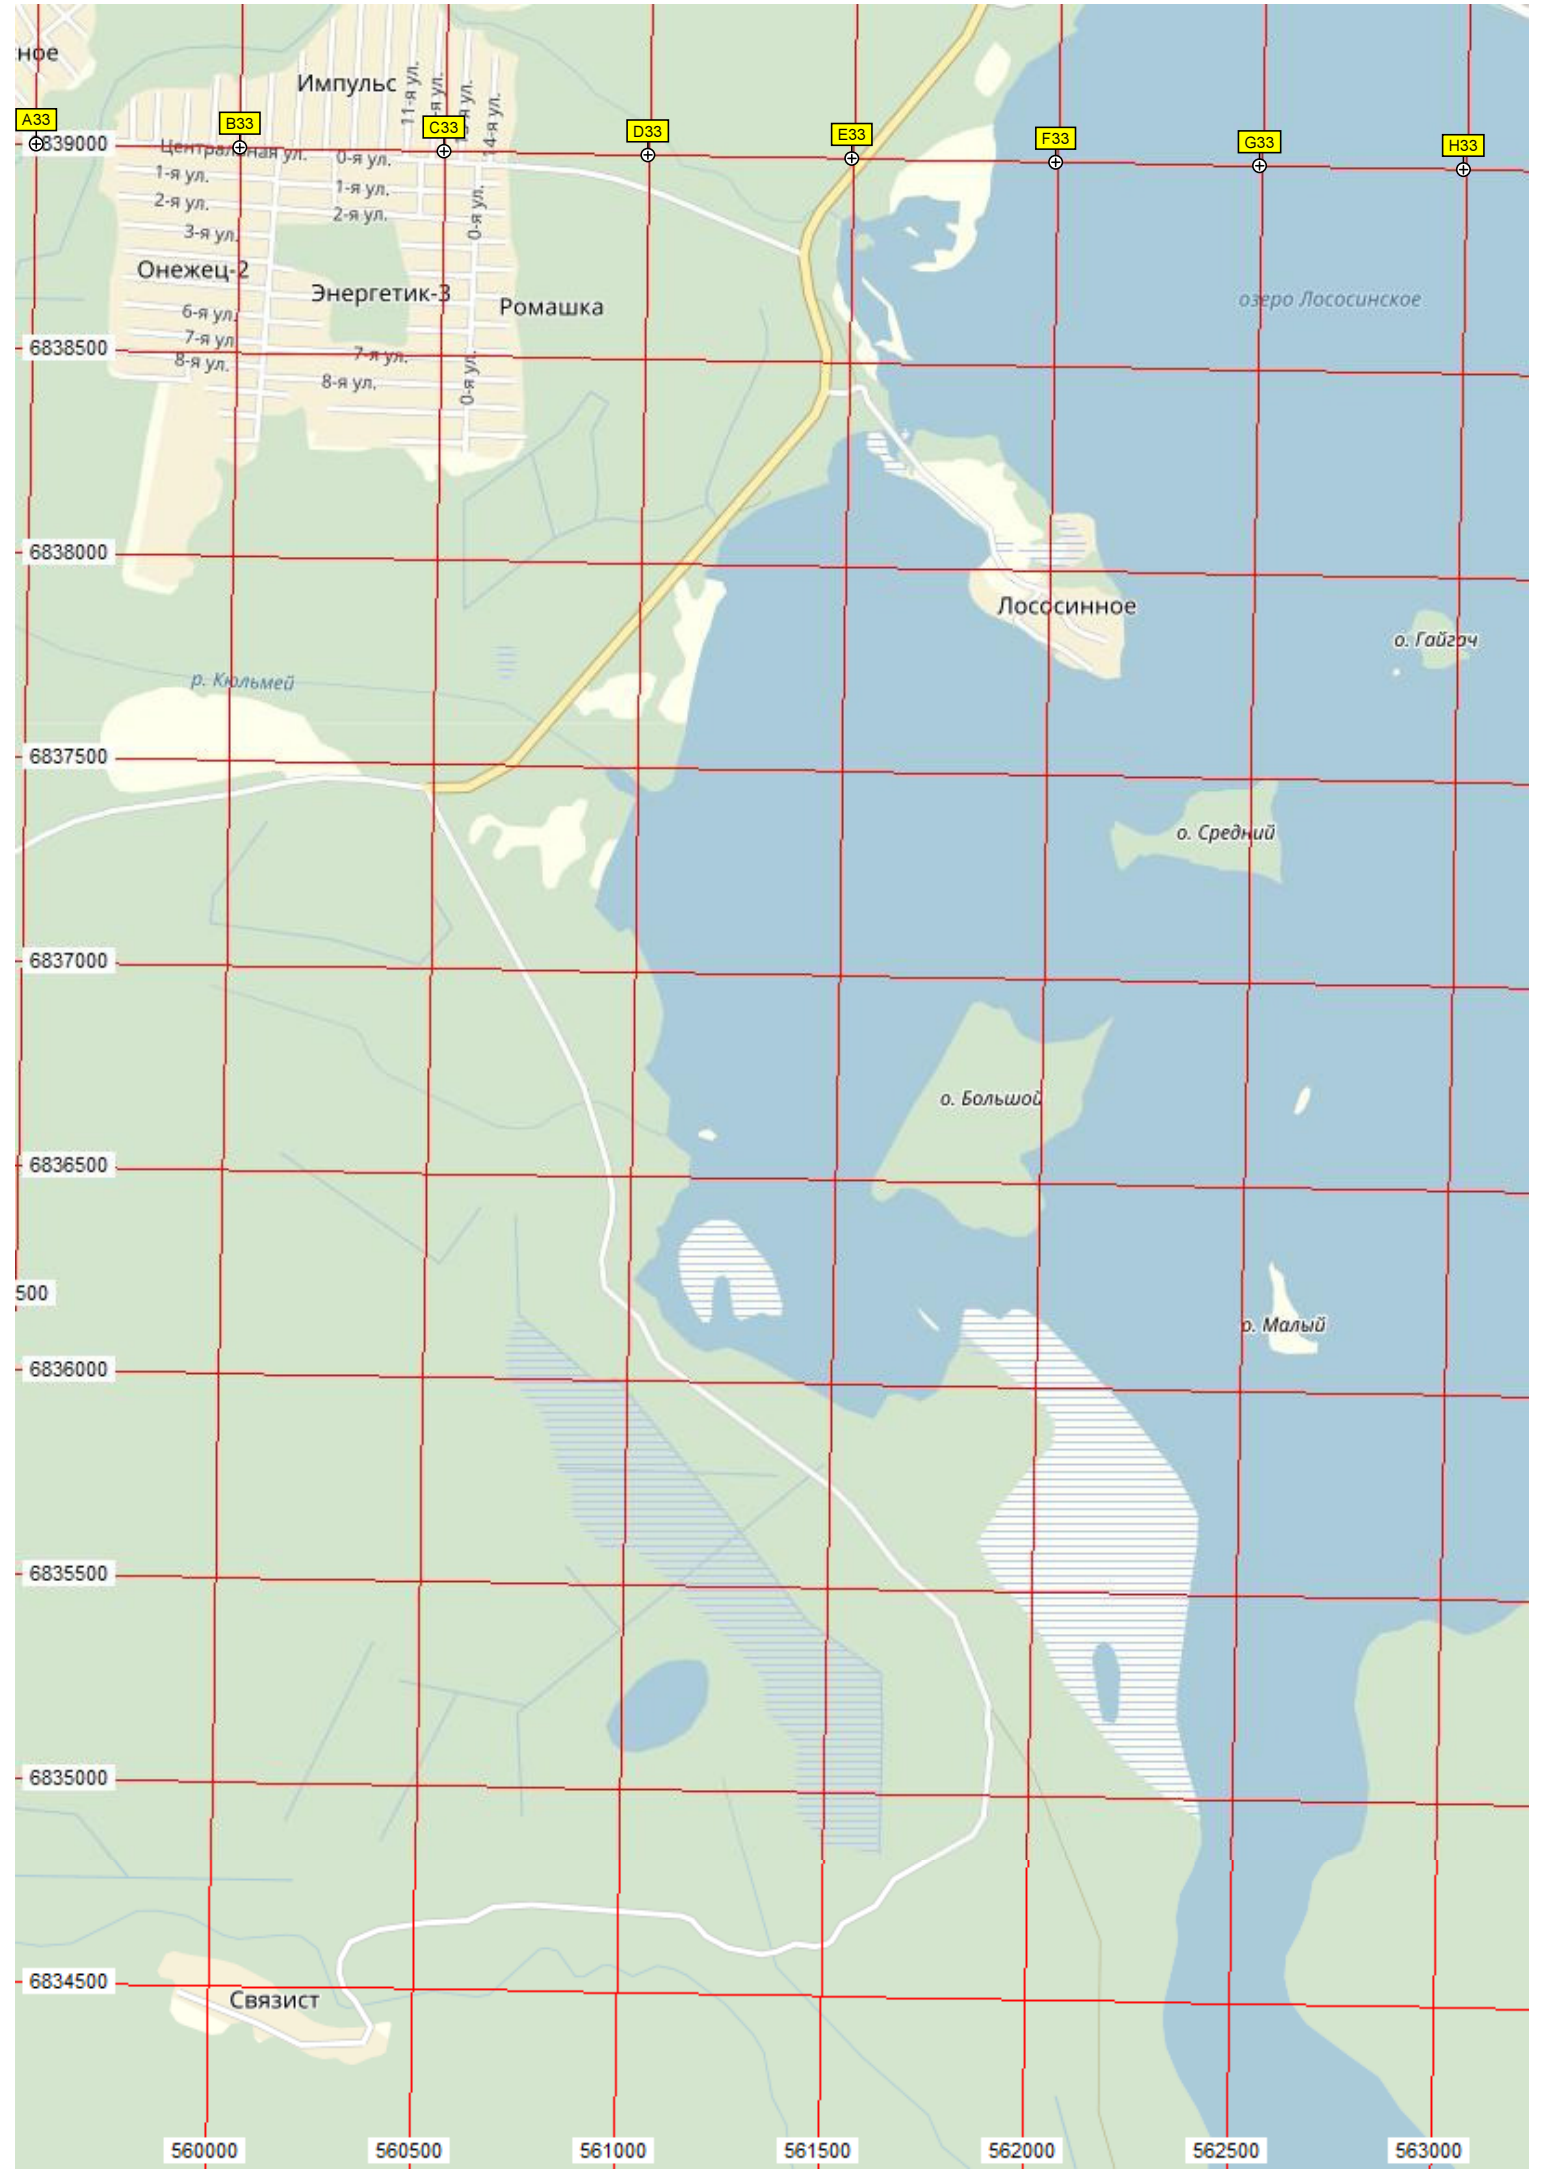 ное
Импульс
11-я ул.
-я ул.
14-я ул.
A33
B33
C33
D33
E33
F33
G33
H33
839000
Центральная ул.
0-я ул.
1-я ул.
1-я ул.
2-я ул.
2-я ул.
0-я ул.
3-я ул.
Онежец-2
Энергетик-3
Ромашка
озеро Лососинское
6-я ул.
7-я ул
6838500
7-я ул.
8-я ул.
8-я ул.
0-я ул.
6838000
Лососинное
о. Гайгач
р. Кюльмей
6837500
о. Средний
6837000
о. Большой
6836500
500
о. Малый
6836000
6835500
6835000
6834500
Связист
560000
560500
561000
561500
562000
562500
563000